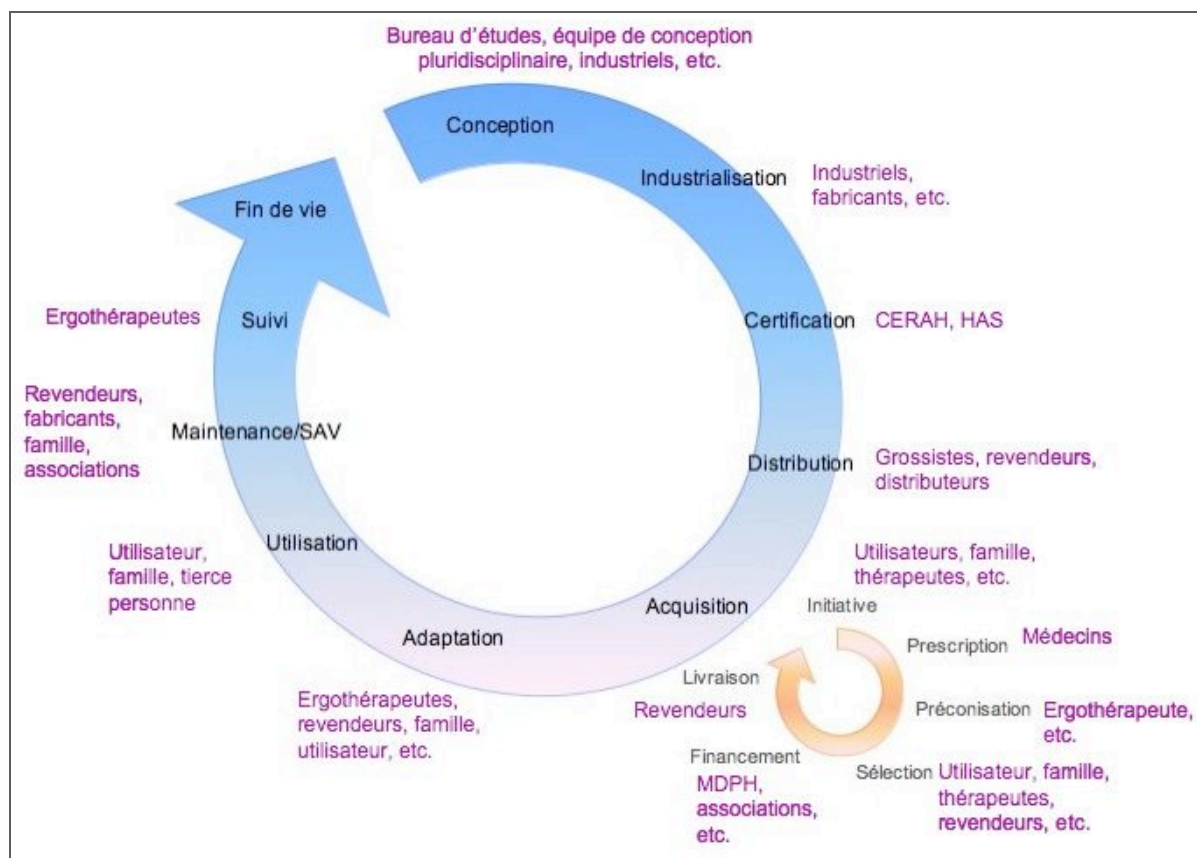 Bureau d'études, équipe de conception
pluridisciplinaire, industriels, etc.
Conception
Industrialisation
Industriels,
fabricants, etc.
Certification
CERAH, HAS
Distribution
Grossistes, revendeurs,
distributeurs
Acquisition
Utilisateurs, famille,
thérapeutes, etc.
Initiative
Prescription
Médecins
Préconisation
Ergothérapeute,
etc.
Sélection
Utilisateur, famille,
thérapeutes,
revendeurs, etc.
Financement
MDPH,
associations,
etc.
Livraison
Revendeurs
Adaptation
Ergothérapeutes,
revendeurs, famille,
utilisateur, etc.
Utilisation
Utilisateur,
famille, tierce
personne
Maintenance/SAV
Revendeurs,
fabricants,
famille,
associations
Suivi
Ergothérapeutes
Fin de vie